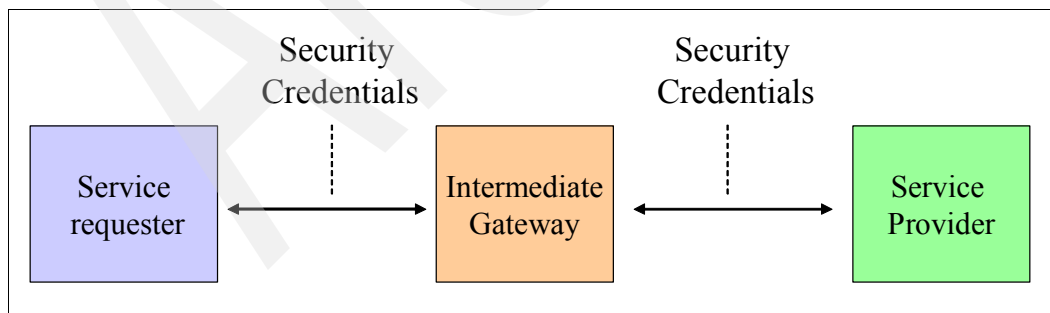 Security
Credentials
Security
Credentials
Service
requester
Intermediate
Gateway
Service
Provider